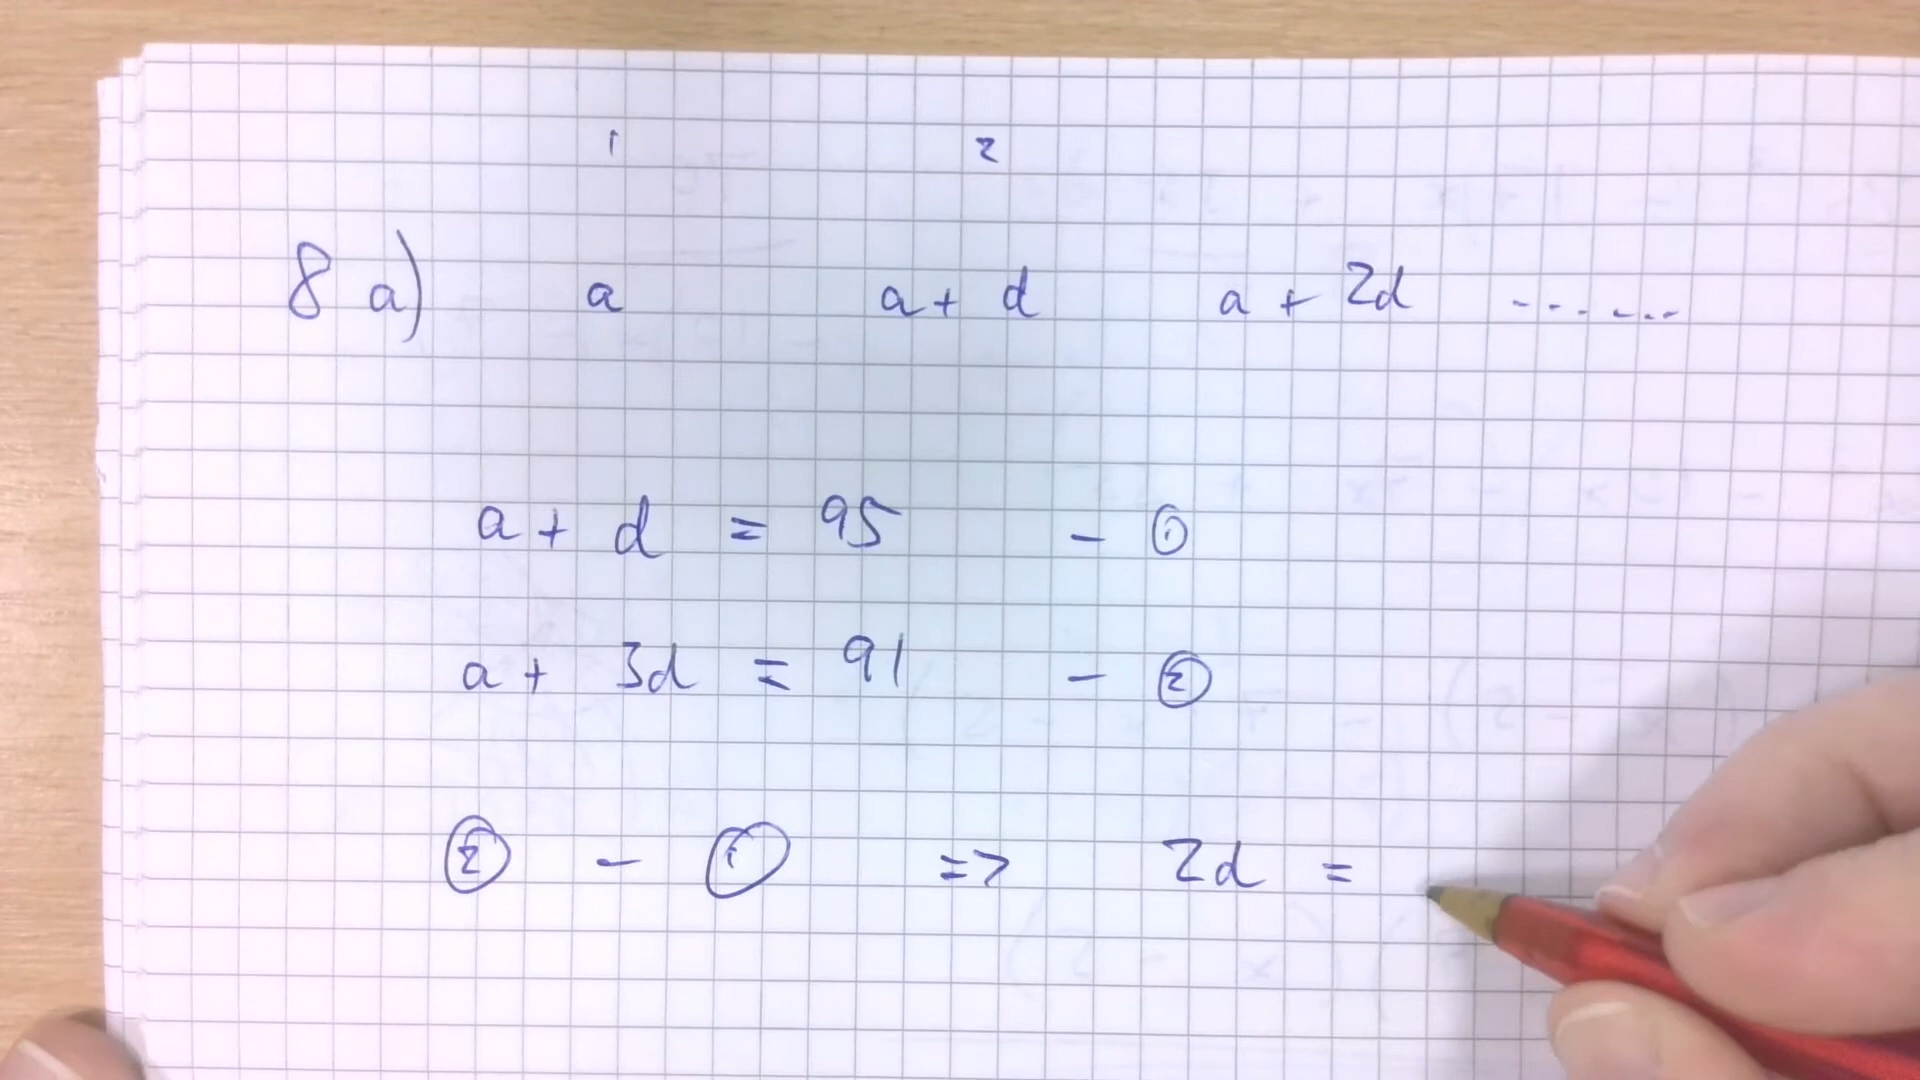 1 2
8 a) a a + d a + 2d ......
a + d = 95 - ①
a + 3d = 91 - ②
② - ① => 2d =